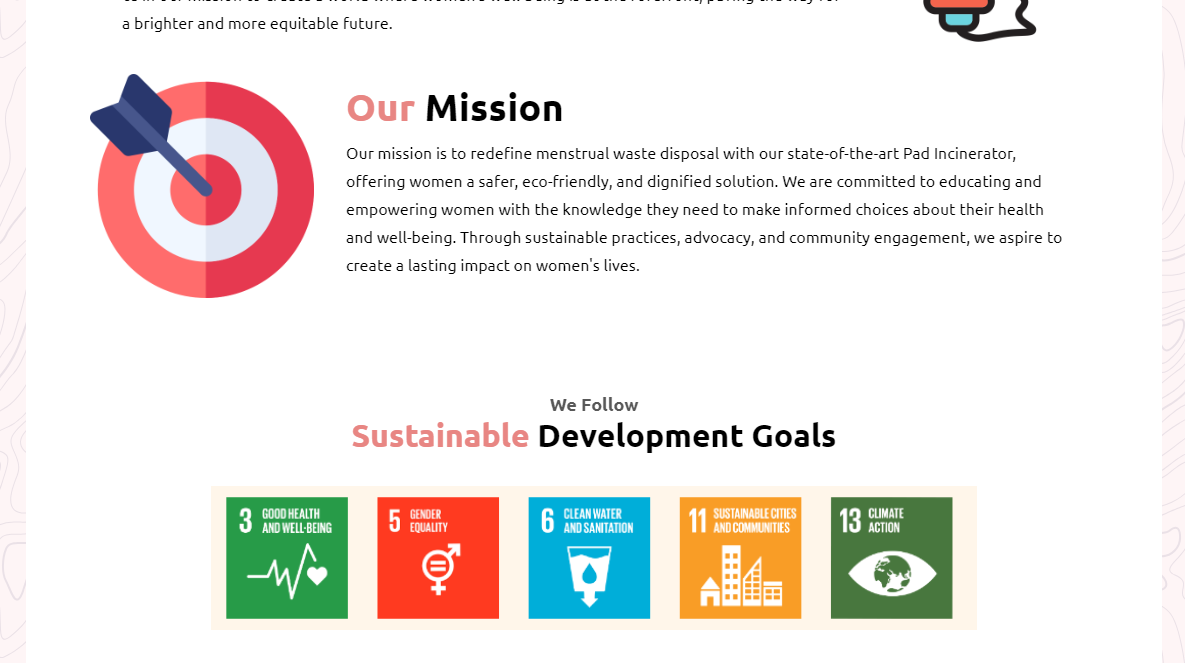 a brighter and more equitable future.
Our Mission
Our mission is to redefine menstrual waste disposal with our state-of-the-art Pad Incinerator,
offering women a safer, eco-friendly, and dignified solution. We are committed to educating and
empowering women with the knowledge they need to make informed choices about their health
and well-being. Through sustainable practices, advocacy, and community engagement, we aspire to
create a lasting impact on women's lives.
We Follow
Sustainable Development Goals
3 GOOD HEALTH
AND WELL-BEING
5 GENDER
EQUALITY
6 CLEAN WATER
AND SANITATION
11 SUSTAINABLE CITIES
AND COMMUNITIES
13 CLIMATE
ACTION